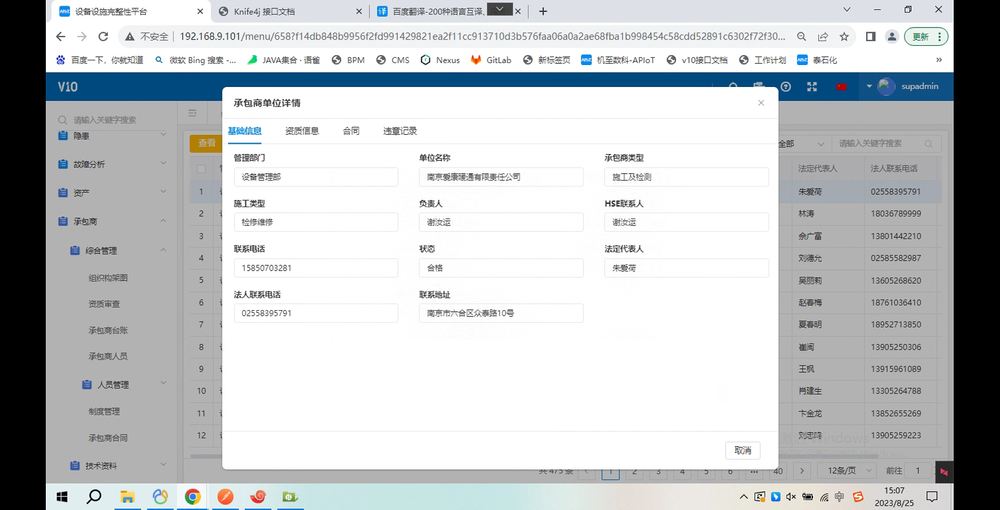 设备设施完整性平台
Knife4j 接口文档
百度翻译-200种语言互译、
不安全
192.168.9.101/menu/658?f14db848b9956f2fd991429821ea2f11cc913710d3b576faa06a0a2ae68fba1b998454c58cdd52891c6302f72f30...
更新
百度一下，你就知道
微软 Bing 搜索 -...
JAVA集合 · 语雀
BPM
CMS
Nexus
GitLab
新标签页
机至数科-APIoT
v10接口文档
工作计划
泰石化
V10
supadmin
请输入关键字搜索
隐患
故障分析
资产
承包商
综合管理
组织构架图
资质审查
承包商台账
承包商人员
人员管理
制度管理
承包商合同
技术资料
查看
全部
请输入关键字搜索
承包商单位详情
基础信息
资质信息
合同
违章记录
管理部门
单位名称
承包商类型
设备管理部
南京爱康暖通有限责任公司
施工及检测
施工类型
负责人
HSE联系人
检修维修
谢汝运
谢汝运
联系电话
状态
法定代表人
15850703281
合格
朱爱荷
法人联系电话
联系地址
02558395791
南京市六合区众泰路10号
取消
法定代表人
法人联系电话
1
朱爱荷
02558395791
2
林涛
18036789999
3
佘广富
13801442210
4
刘德允
02585582987
5
吴丽莉
13605268620
6
赵春梅
18761036410
7
夏春明
18952713850
8
崔闽
13905250306
9
王枫
13915961089
10
肖建生
13305264788
11
卞金龙
13852655269
12
刘忠鸣
13905259223
激活 Windows
共 475 条
1
2
3
4
5
6
40
12条/页
前往
1
中
15:07
2023/8/25